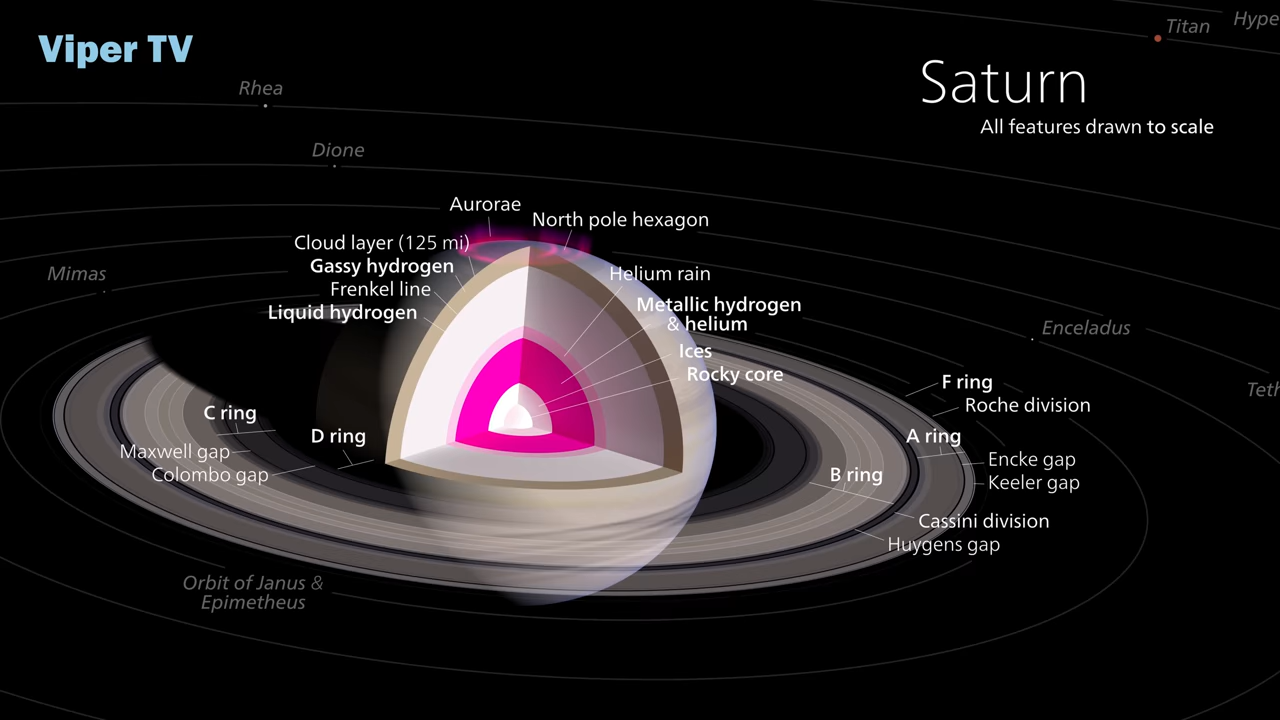 Viper TV
Titan
Hype
Saturn
All features drawn to scale
Rhea
Dione
Aurorae
North pole hexagon
Cloud layer (125 mi)
Gassy hydrogen
Frenkel line
Liquid hydrogen
Helium rain
Metallic hydrogen
& helium
Ices
Rocky core
Mimas
Enceladus
Teth
F ring
Roche division
A ring
Encke gap
Keeler gap
B ring
Cassini division
Huygens gap
C ring
D ring
Maxwell gap
Colombo gap
Orbit of Janus &
Epimetheus